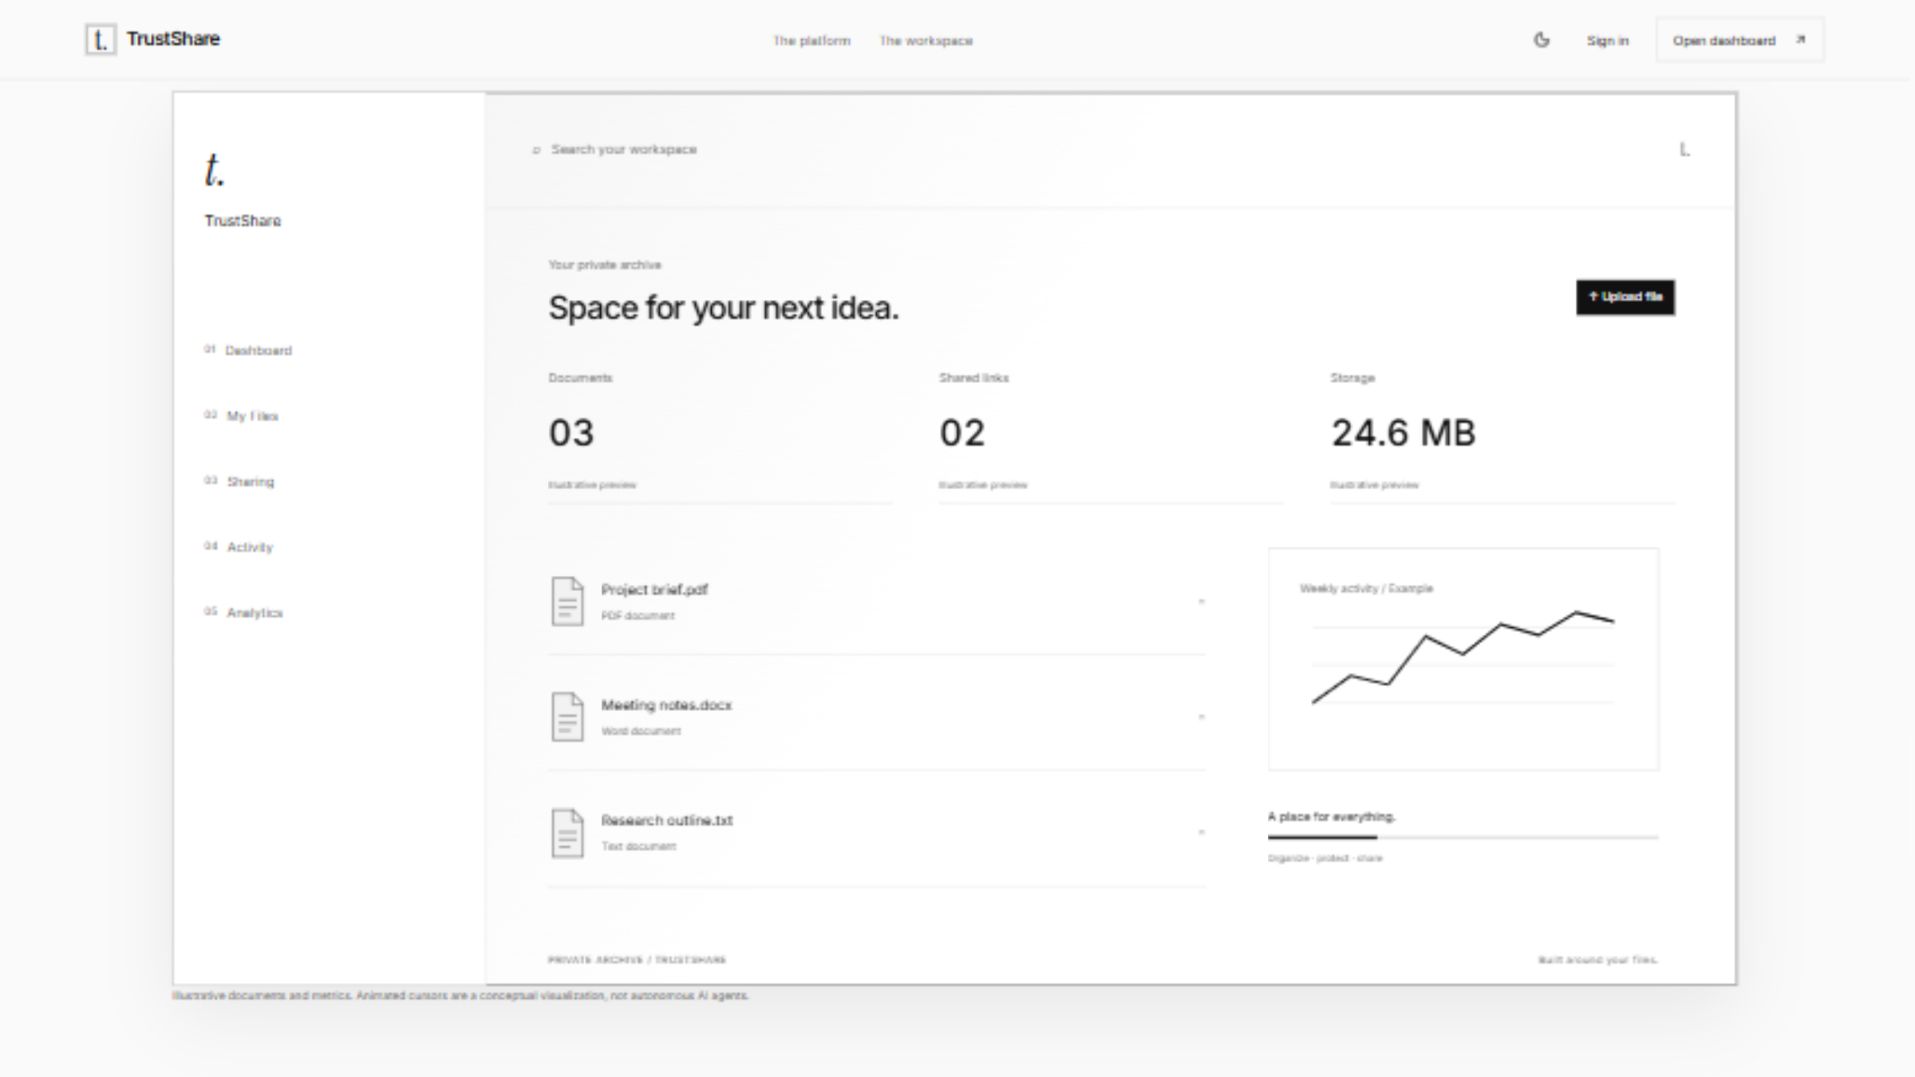 t. TrustShare
The platform The workspace
Sign in Open dashboard ↗
t.
TrustShare
01 Dashboard
02 My Files
03 Sharing
04 Activity
05 Analytics
Search your workspace
t.
Your private archive
Space for your next idea.
↑ Upload file
Documents
03
Illustrative preview
Shared links
02
Illustrative preview
Storage
24.6 MB
Illustrative preview
Project brief.pdf
PDF document
Meeting notes.docx
Word document
Research outline.txt
Text document
Weekly activity / Example
A place for everything.
Organize · protect · share
PRIVATE ARCHIVE / TRUSTSHARE
Built around your files.
Illustrative documents and metrics. Animated cursors are a conceptual visualization, not autonomous AI agents.